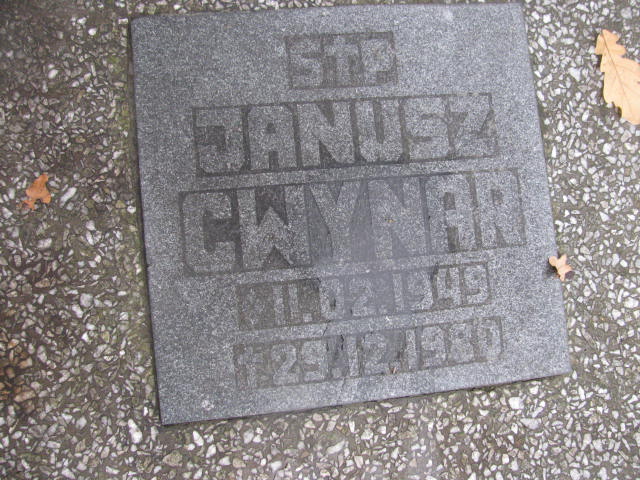 S†P
JANUSZ
CWYNAR
* 11.02.1949
† 29.12.1980